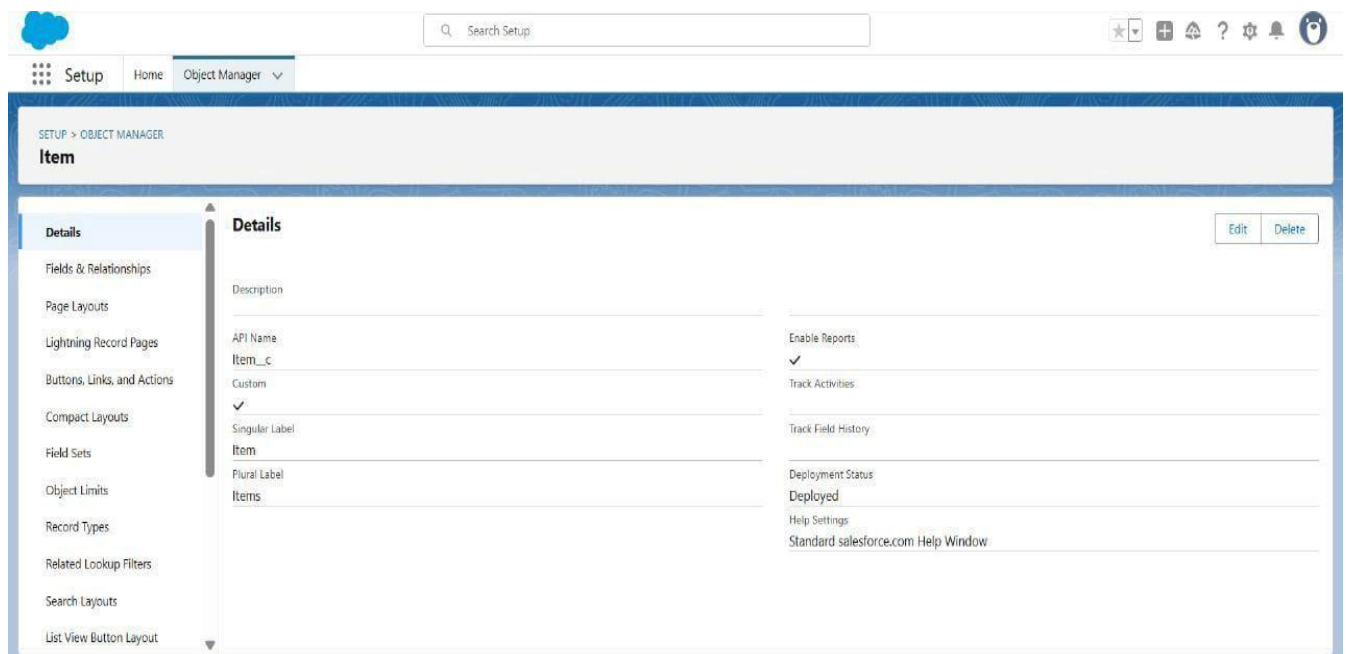 Search Setup
Setup
Home
Object Manager
SETUP > OBJECT MANAGER
Item
Details
Fields & Relationships
Page Layouts
Lightning Record Pages
Buttons, Links, and Actions
Compact Layouts
Field Sets
Object Limits
Record Types
Related Lookup Filters
Search Layouts
List View Button Layout
Details
Edit
Delete
Description
API Name
Item__c
Custom
Singular Label
Item
Plural Label
Items
Enable Reports
Track Activities
Track Field History
Deployment Status
Deployed
Help Settings
Standard salesforce.com Help Window